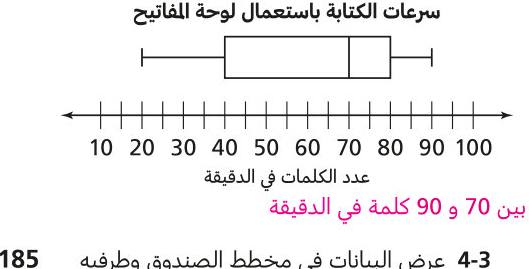 سرعات الكتابة باستعمال لوحة المفاتيح
10 20 30 40 50 60 70 80 90 100
عدد الكلمات في الدقيقة
بين 70 و 90 كلمة في الدقيقة
4-3 عرض البيانات في مخطط الصندوق وطرفيه 185